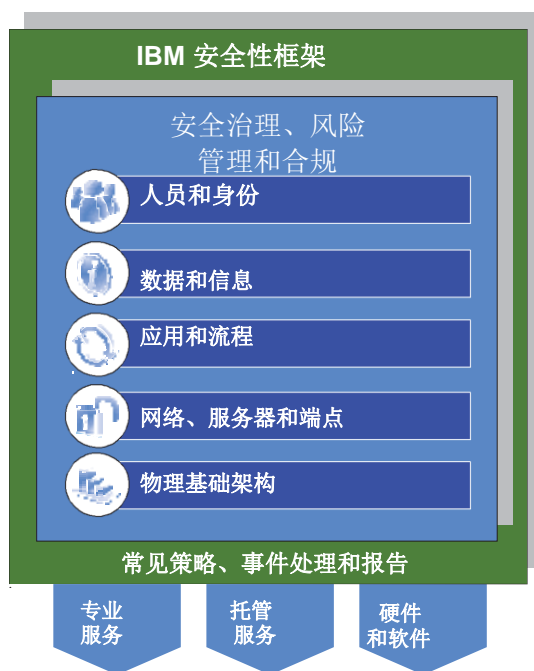 IBM 安全性框架
安全治理、风险
管理和合规
人员和身份
数据和信息
应用和流程
网络、服务器和端点
物理基础架构
常见策略、事件处理和报告
专业
服务
托管
服务
硬件
和软件